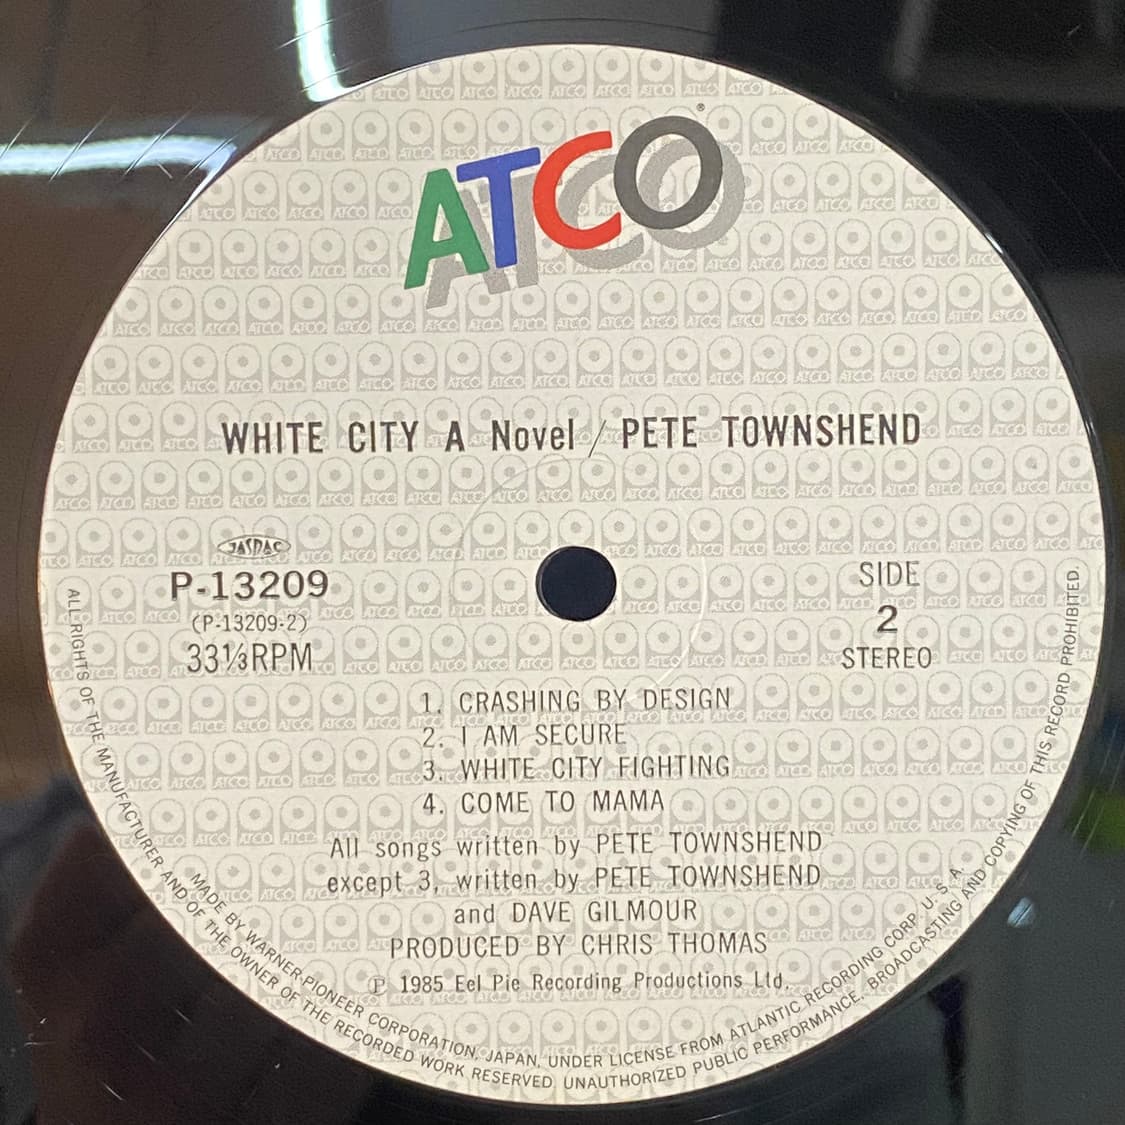 ATCO®
WHITE CITY A Novel / PETE TOWNSHEND
JASRAC
P-13209
(P-13209-2)
33⅓RPM
SIDE
2
STEREO
1. CRASHING BY DESIGN
2. I AM SECURE
3. WHITE CITY FIGHTING
4. COME TO MAMA
All songs written by PETE TOWNSHEND
except 3, written by PETE TOWNSHEND
and DAVE GILMOUR
PRODUCED BY CHRIS THOMAS
℗ 1985 Eel Pie Recording Productions Ltd.
MADE BY WARNER-PIONEER CORPORATION, JAPAN, UNDER LICENSE FROM ATLANTIC RECORDING CORP. U. S. A.
ALL RIGHTS OF THE MANUFACTURER AND OF THE OWNER OF THE RECORDED WORK RESERVED UNAUTHORIZED PUBLIC PERFORMANCE, BROADCASTING AND COPYING OF THIS RECORD PROHIBITED.